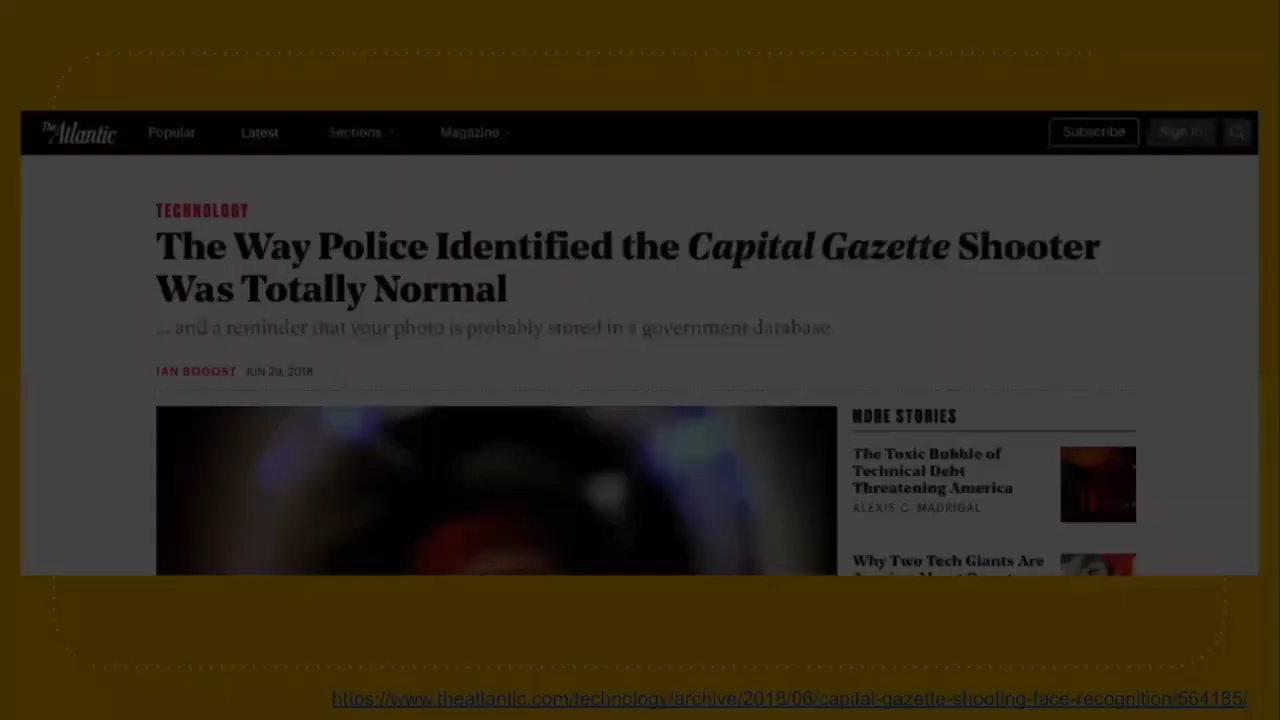 The Atlantic Popular Latest Sections Magazine Subscribe Sign In
TECHNOLOGY
The Way Police Identified the Capital Gazette Shooter
Was Totally Normal
... and a reminder that your photo is probably stored in a government database.
IAN BOGOST JUN 29, 2018
MORE STORIES
The Toxic Bubble of
Technical Debt
Threatening America
ALEXIS C. MADRIGAL
Why Two Tech Giants Are
https://www.theatlantic.com/technology/archive/2018/06/capital-gazette-shooting-face-recognition/564185/